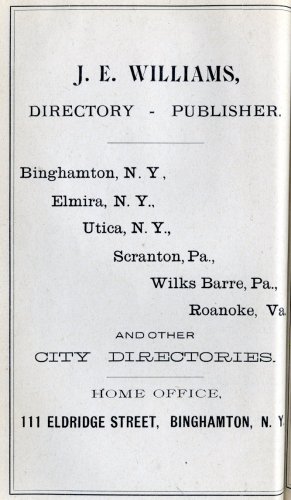 J. E. WILLIAMS,
DIRECTORY - PUBLISHER.
Binghamton, N. Y,
Elmira, N. Y.,
Utica, N. Y.,
Scranton, Pa.,
Wilks Barre, Pa.,
Roanoke, Va
AND OTHER
CITY DIRECTORIES.
HOME OFFICE,
111 ELDRIDGE STREET, BINGHAMTON, N. Y